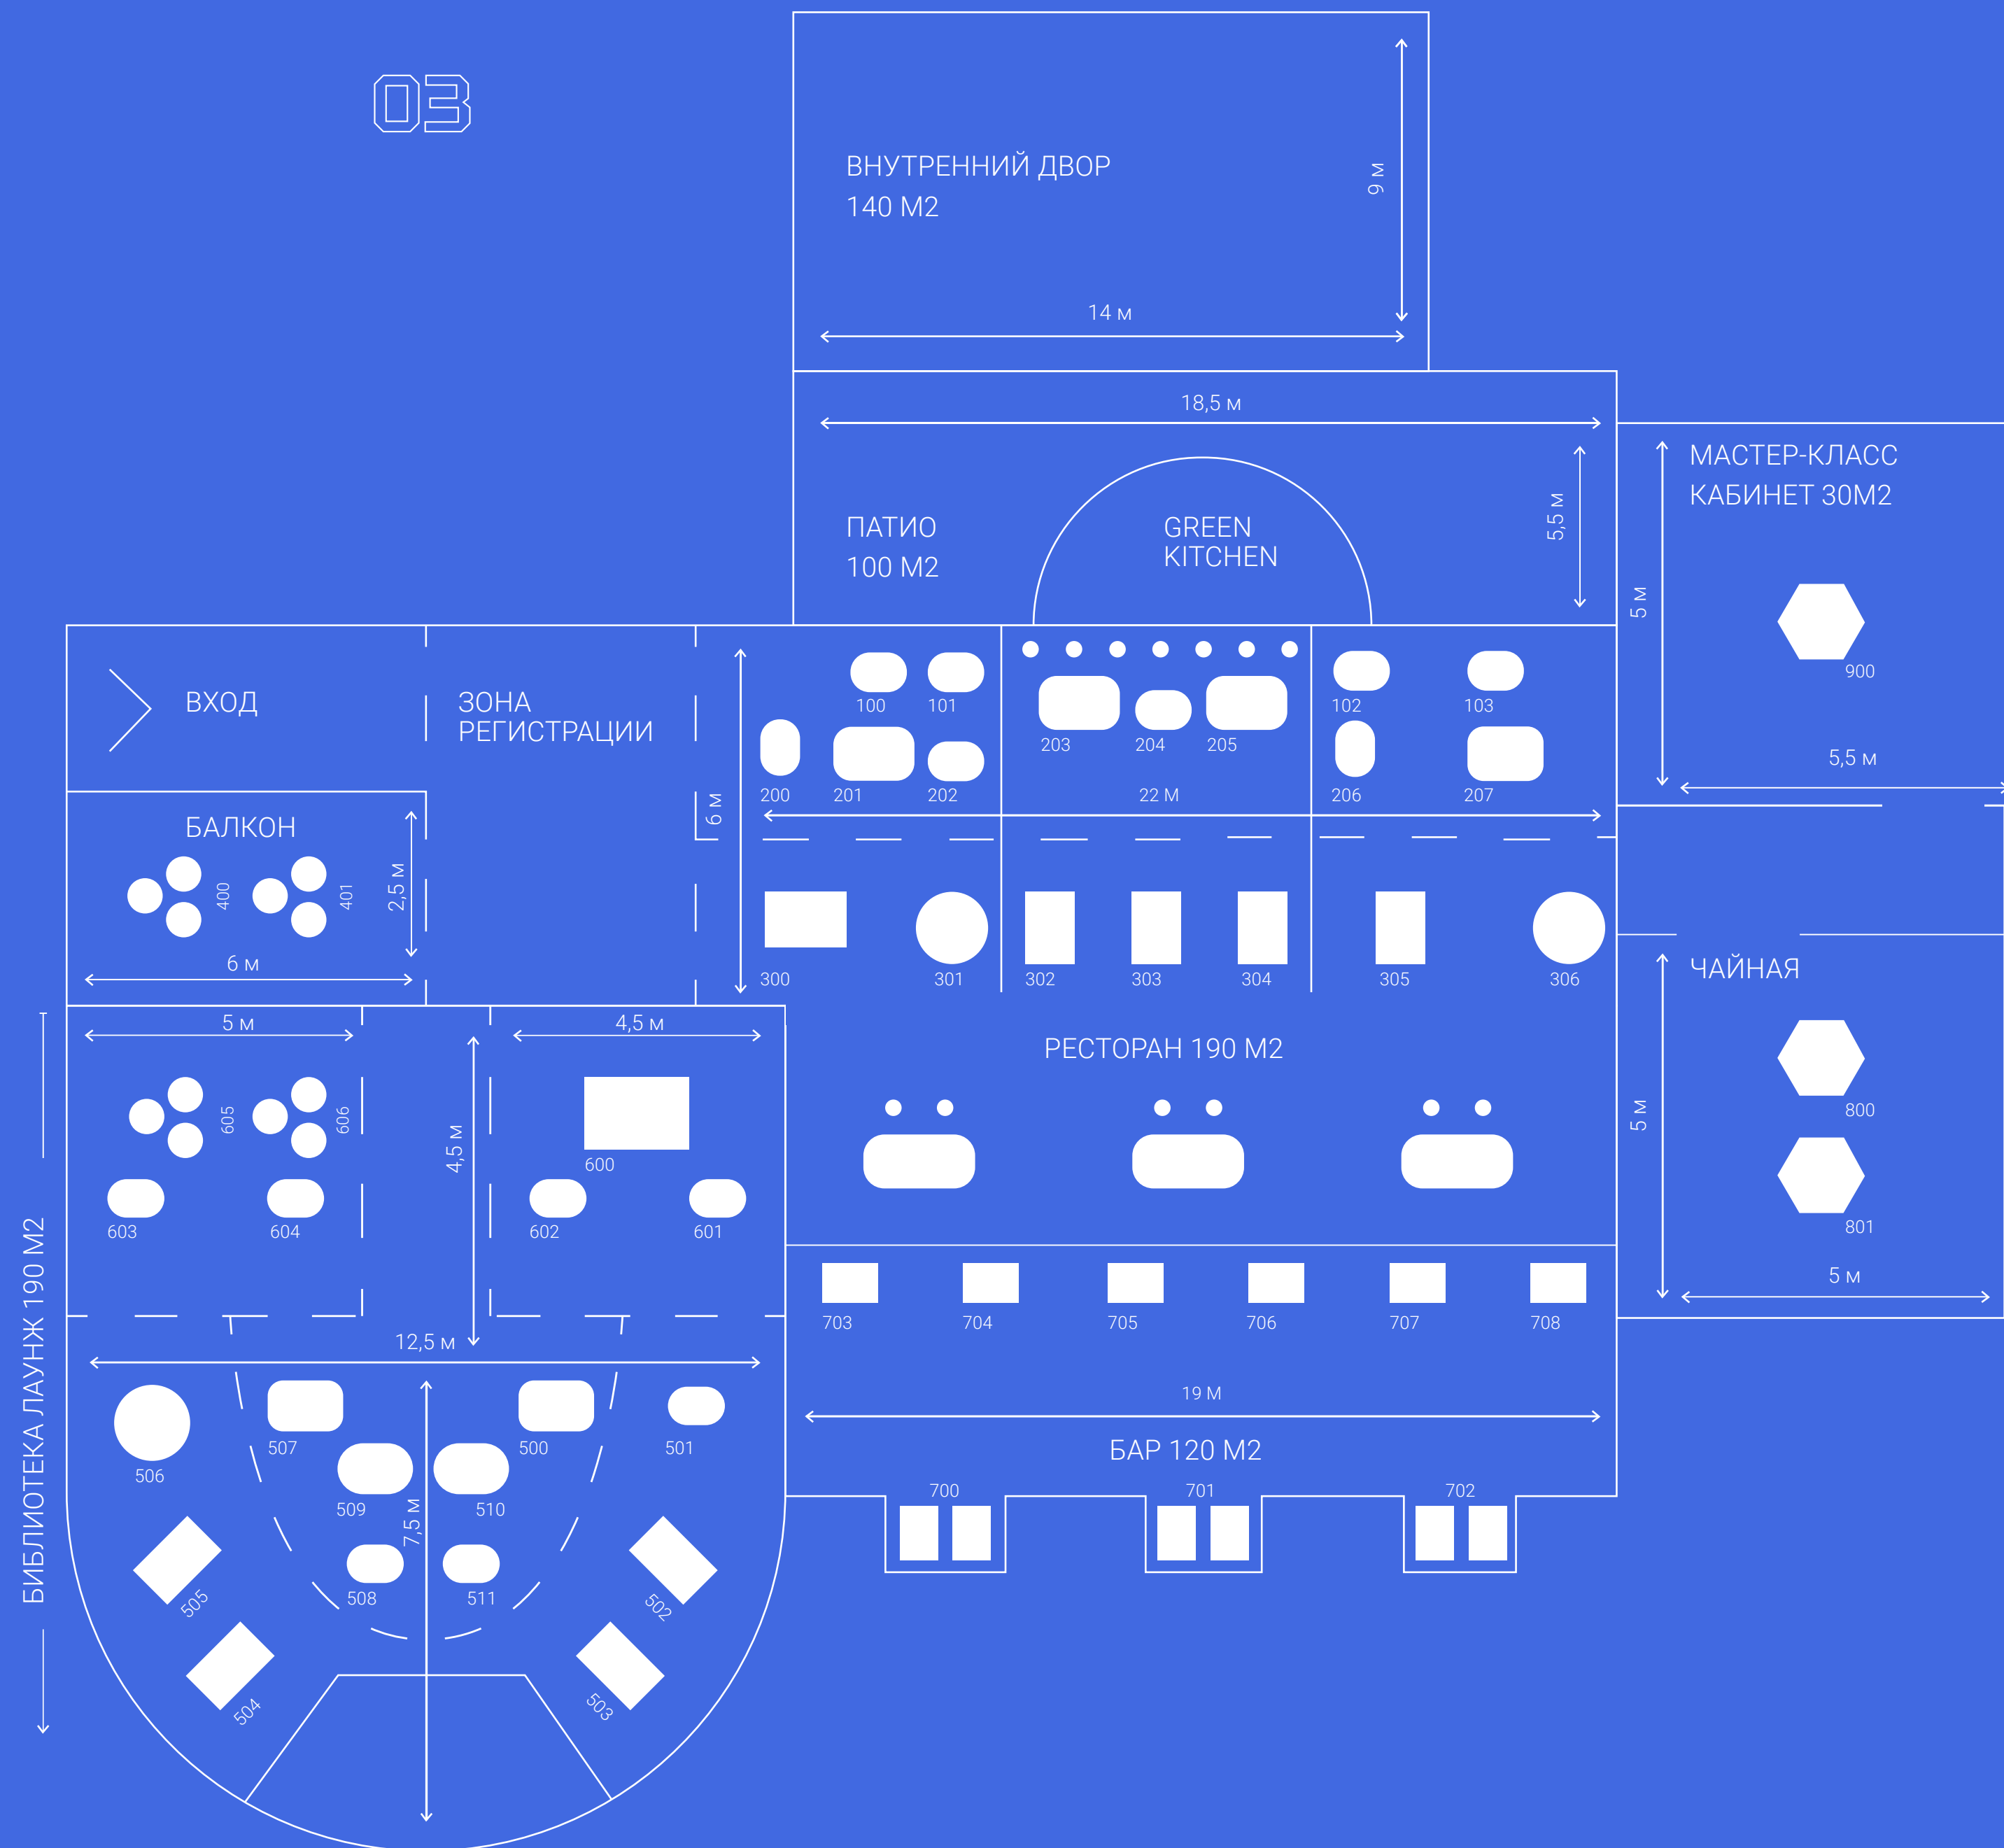 03
ВНУТРЕННИЙ ДВОР
140 М2
9 м
14 м
18,5 м
ПАТИО
100 М2
GREEN
KITCHEN
5,5 м
МАСТЕР-КЛАСС
КАБИНЕТ 30М2
5 м
900
5,5 м
ВХОД
ЗОНА
РЕГИСТРАЦИИ
100
101
102
103
203
204
205
200
201
202
22 М
206
207
6 м
БАЛКОН
400
401
2,5 м
6 м
300
301
302
303
304
305
306
ЧАЙНАЯ
5 м
800
801
5 м
РЕСТОРАН 190 М2
5 м
4,5 м
605
606
4,5 м
600
603
604
602
601
БИБЛИОТЕКА ЛАУНЖ 190 М2
703
704
705
706
707
708
12,5 м
19 М
БАР 120 М2
700
701
702
507
500
501
506
509
510
7,5 м
508
511
505
502
504
503